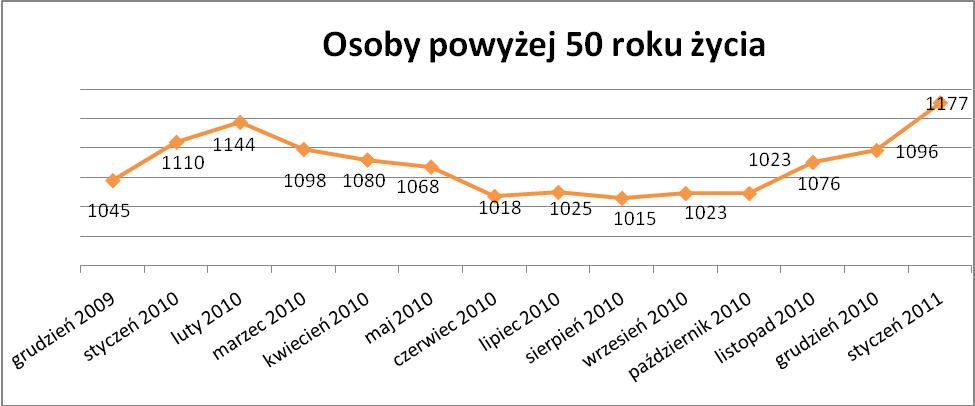 Osoby powyżej 50 roku życia
1045
1110
1144
1098
1080
1068
1018
1025
1015
1023
1023
1076
1096
1177
grudzień 2009
styczeń 2010
luty 2010
marzec 2010
kwiecień 2010
maj 2010
czerwiec 2010
lipiec 2010
sierpień 2010
wrzesień 2010
październik 2010
listopad 2010
grudzień 2010
styczeń 2011